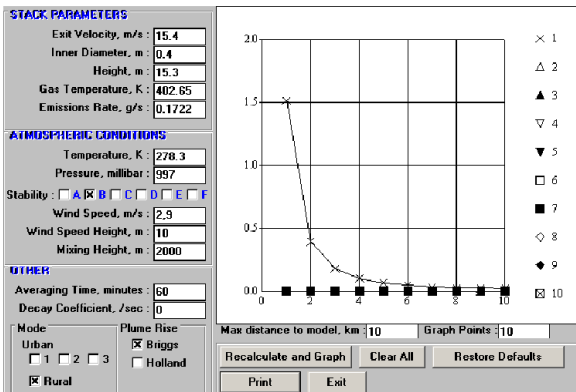 STACK PARAMETERS
Exit Velocity, m/s : 15.4
Inner Diameter, m : 0.4
Height, m : 15.3
Gas Temperature, K : 402.65
Emissions Rate, g/s : 0.1722
ATMOSPHERIC CONDITIONS
Temperature, K : 278.3
Pressure, millibar : 997
Stability : A B C D E F
Wind Speed, m/s : 2,9
Wind Speed Height, m : 10
Mixing Height, m : 2000
OTHER
Averaging Time, minutes : 60
Decay Coefficient, /sec : 0
Mode
Urban
1 2 3
Rural
Plume Rise
Briggs
Holland
2.0
1.5
1.0
0.5
0.0
0 2 4 6 8 10
1
2
3
4
5
6
7
8
9
10
Max distance to model, km : 10 Graph Points : 10
Recalculate and Graph Clear All Restore Defaults
Print Exit